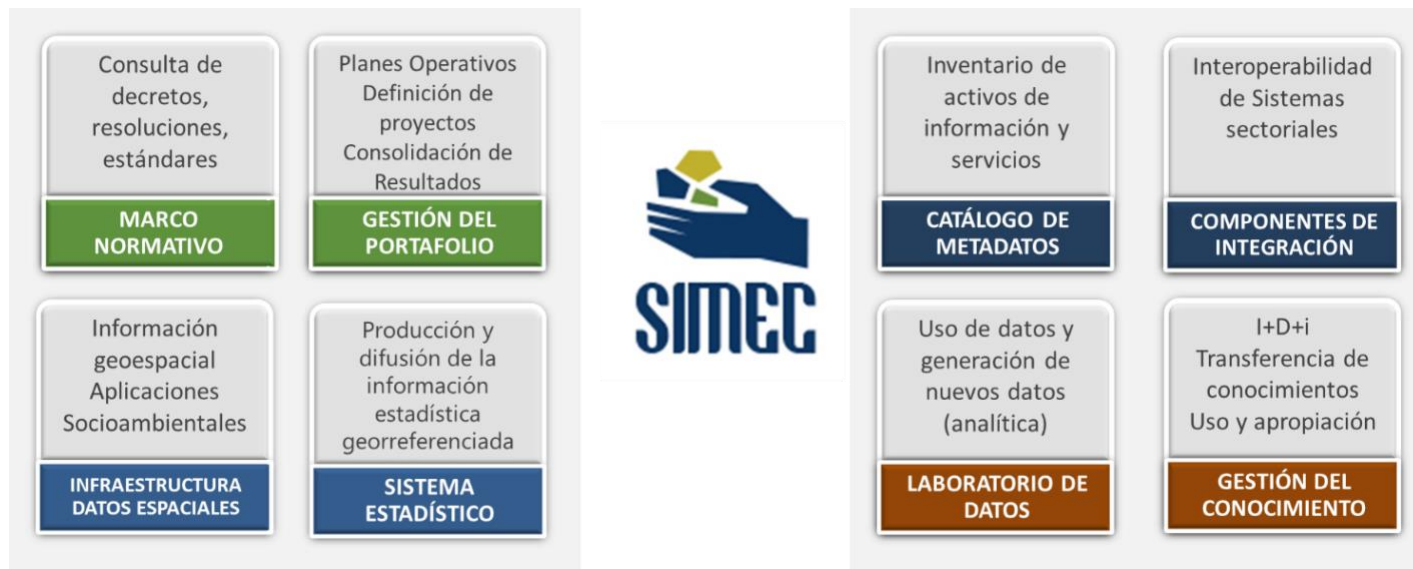 Consulta de
decretos,
resoluciones,
estándares
MARCO
NORMATIVO
Planes Operativos
Definición de
proyectos
Consolidación de
Resultados
GESTIÓN DEL
PORTAFOLIO
Información
geoespacial
Aplicaciones
Socioambientales
INFRAESTRUCTURA
DATOS ESPACIALES
Producción y
difusión de la
información
estadística
georreferenciada
SISTEMA
ESTADÍSTICO
SIMEC
Inventario de
activos de
información y
servicios
CATÁLOGO DE
METADATOS
Interoperabilidad
de Sistemas
sectoriales
COMPONENTES DE
INTEGRACIÓN
Uso de datos y
generación de
nuevos datos
(analítica)
LABORATORIO DE
DATOS
I+D+i
Transferencia de
conocimientos
Uso y apropiación
GESTIÓN DEL
CONOCIMIENTO